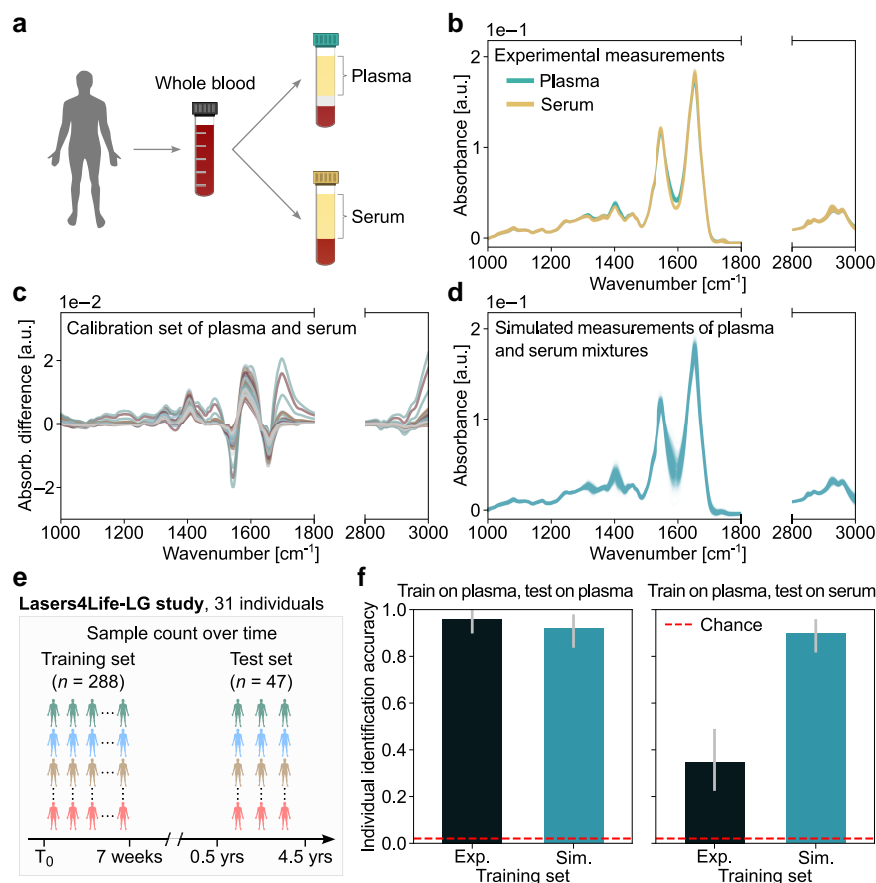 a
Whole blood
Plasma
Serum
b
1e−1
Experimental measurements
Plasma
Serum
Absorbance [a.u.]
2
1
0
1000 1200 1400 1600 1800 2800 3000
Wavenumber [cm⁻¹]
c
1e−2
Calibration set of plasma and serum
Absorb. difference [a.u.]
2
0
−2
1000 1200 1400 1600 1800 2800 3000
Wavenumber [cm⁻¹]
d
1e−1
Simulated measurements of plasma
and serum mixtures
Absorbance [a.u.]
2
1
0
1000 1200 1400 1600 1800 2800 3000
Wavenumber [cm⁻¹]
e
Lasers4Life-LG study, 31 individuals
Sample count over time
Training set Test set
(n = 288) (n = 47)
T₀ 7 weeks 0.5 yrs 4.5 yrs
f
Train on plasma, test on plasma
Individual identification accuracy
1.0
0.8
0.6
0.4
0.2
0.0
Exp. Sim.
Training set
Train on plasma, test on serum
Chance
Exp. Sim.
Training set